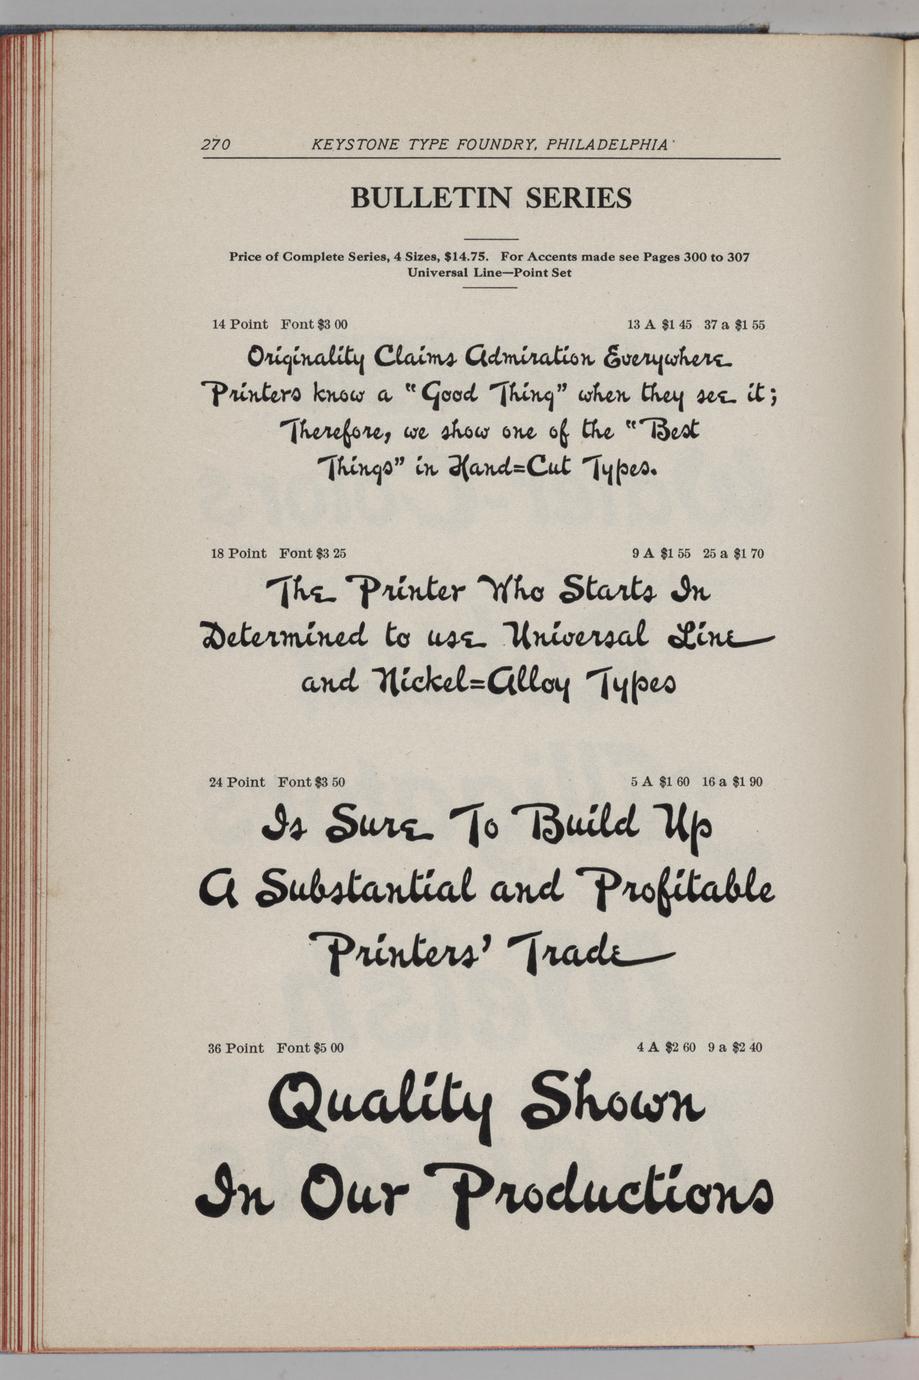 270 KEYSTONE TYPE FOUNDRY, PHILADELPHIA
BULLETIN SERIES
Price of Complete Series, 4 Sizes, $14.75. For Accents made see Pages 300 to 307
Universal Line—Point Set
14 Point Font $3 00 13 A $1 45 37 a $1 55
Originality Claims Admiration Everywhere
Printers know a “Good Thing” when they see it;
Therefore, we show one of the “Best
Things” in Hand=Cut Types.
18 Point Font $3 25 9 A $1 55 25 a $1 70
The Printer Who Starts In
Determined to use Universal Line
and Nickel=Alloy Types
24 Point Font $3 50 5 A $1 60 16 a $1 90
Is Sure To Build Up
A Substantial and Profitable
Printers’ Trade
36 Point Font $5 00 4 A $2 60 9 a $2 40
Quality Shown
In Our Productions